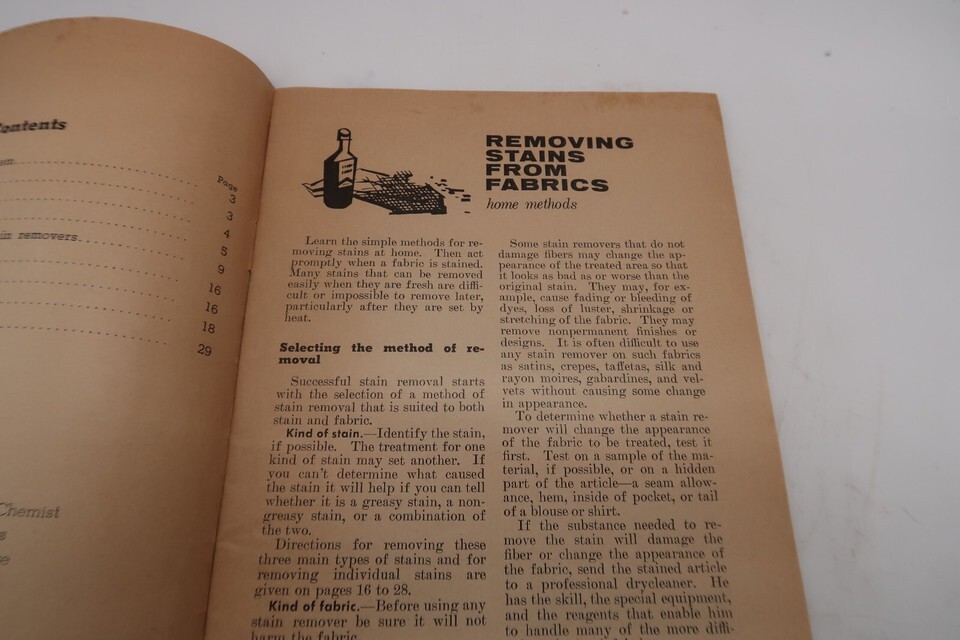 Contents
Page
3
3
4
removers
5
9
16
16
18
29
Chemist
REMOVING
STAINS
FROM
FABRICS
home methods
Learn the simple methods for re-
moving stains at home. Then act
promptly when a fabric is stained.
Many stains that can be removed
easily when they are fresh are diffi-
cult or impossible to remove later,
particularly after they are set by
heat.
Selecting the method of re-
moval
Successful stain removal starts
with the selection of a method of
stain removal that is suited to both
stain and fabric.
Kind of stain.—Identify the stain,
if possible. The treatment for one
kind of stain may set another. If
you can't determine what caused
the stain it will help if you can tell
whether it is a greasy stain, a non-
greasy stain, or a combination of
the two.
Directions for removing these
three main types of stains and for
removing individual stains are
given on pages 16 to 28.
Kind of fabric.—Before using any
stain remover be sure it will not
harm the fabric.
Some stain removers that do not
damage fibers may change the ap-
pearance of the treated area so that
it looks as bad as or worse than the
original stain. They may, for ex-
ample, cause fading or bleeding of
dyes, loss of luster, shrinkage or
stretching of the fabric. They may
remove nonpermanent finishes or
designs. It is often difficult to use
any stain remover on such fabrics
as satins, crepes, taffetas, silk and
rayon moires, gabardines, and vel-
vets without causing some change
in appearance.
To determine whether a stain re-
mover will change the appearance
of the fabric to be treated, test it
first. Test on a sample of the ma-
terial, if possible, or on a hidden
part of the article—a seam allow-
ance, hem, inside of pocket, or tail
of a blouse or shirt.
If the substance needed to re-
move the stain will damage the
fiber or change the appearance of
the fabric, send the stained article
to a professional drycleaner. He
has the skill, the special equipment,
and the reagents that enable him
to handle many of the more diffi-